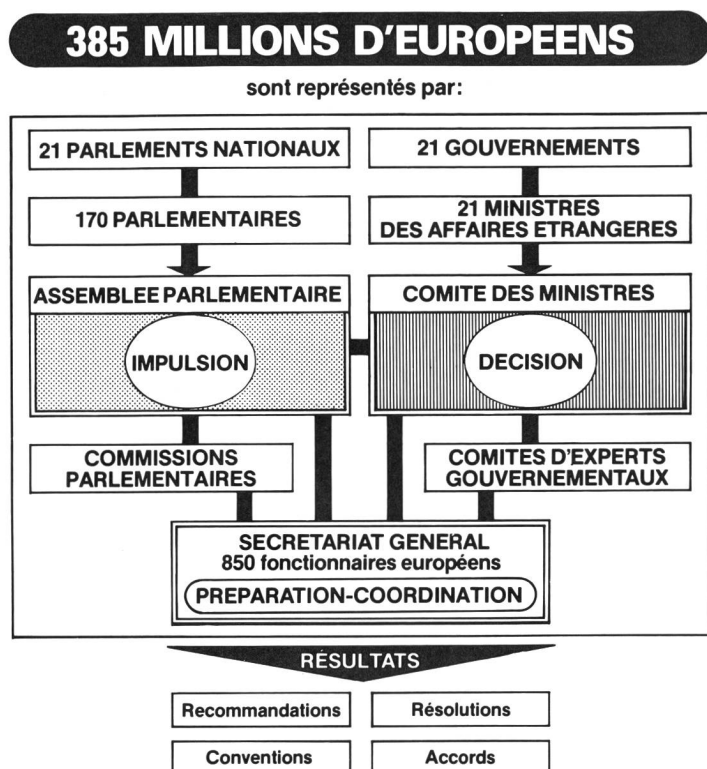 385 MILLIONS D'EUROPEENS
sont représentés par:
21 PARLEMENTS NATIONAUX
21 GOUVERNEMENTS
170 PARLEMENTAIRES
21 MINISTRES
DES AFFAIRES ETRANGERES
ASSEMBLEE PARLEMENTAIRE
COMITE DES MINISTRES
IMPULSION
DECISION
COMMISSIONS
PARLEMENTAIRES
COMITES D'EXPERTS
GOUVERNEMENTAUX
SECRETARIAT GENERAL
850 fonctionnaires européens
PREPARATION-COORDINATION
RÉSULTATS
Recommandations
Résolutions
Conventions
Accords